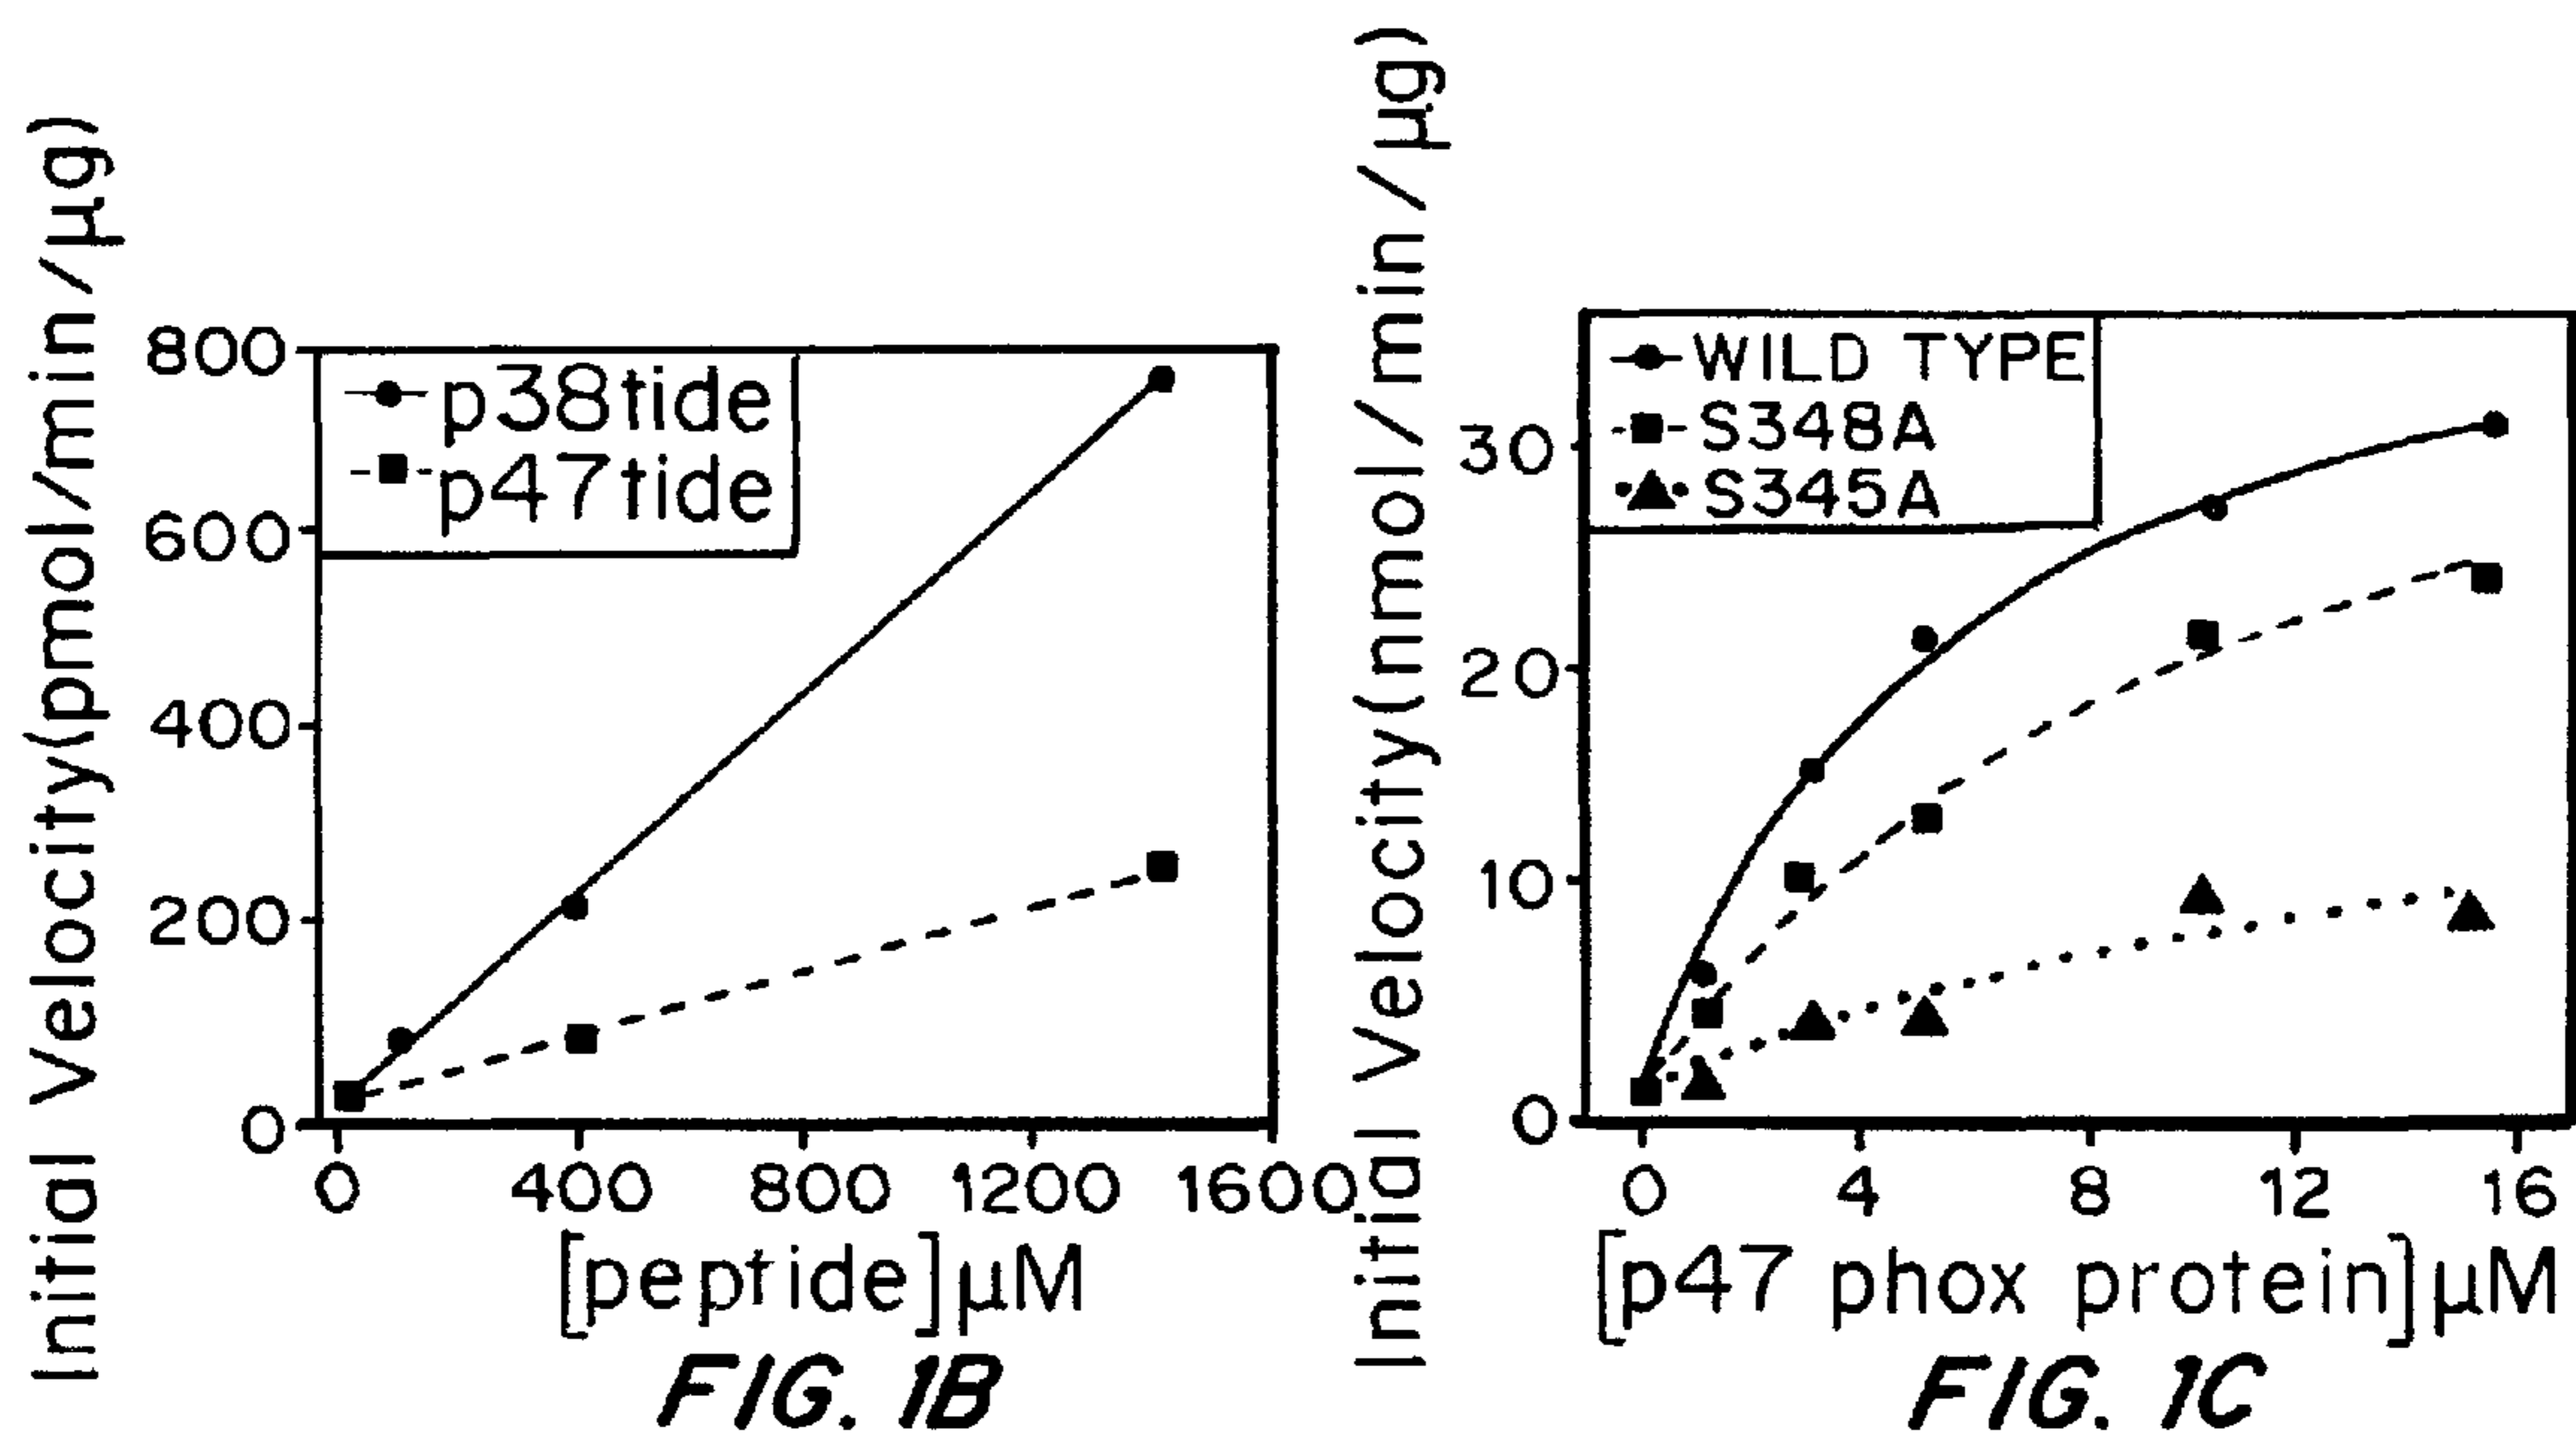 Initial Velocity(pmol/min/µg)
800
600
400
200
0
p38tide
p47tide
0 400 800 1200 1600
[peptide]µM
FIG. 1B
Initial Velocity(nmol/min/µg)
30
20
10
0
WILD TYPE
S348A
S345A
0 4 8 12 16
[p47 phox protein]µM
FIG. 1C